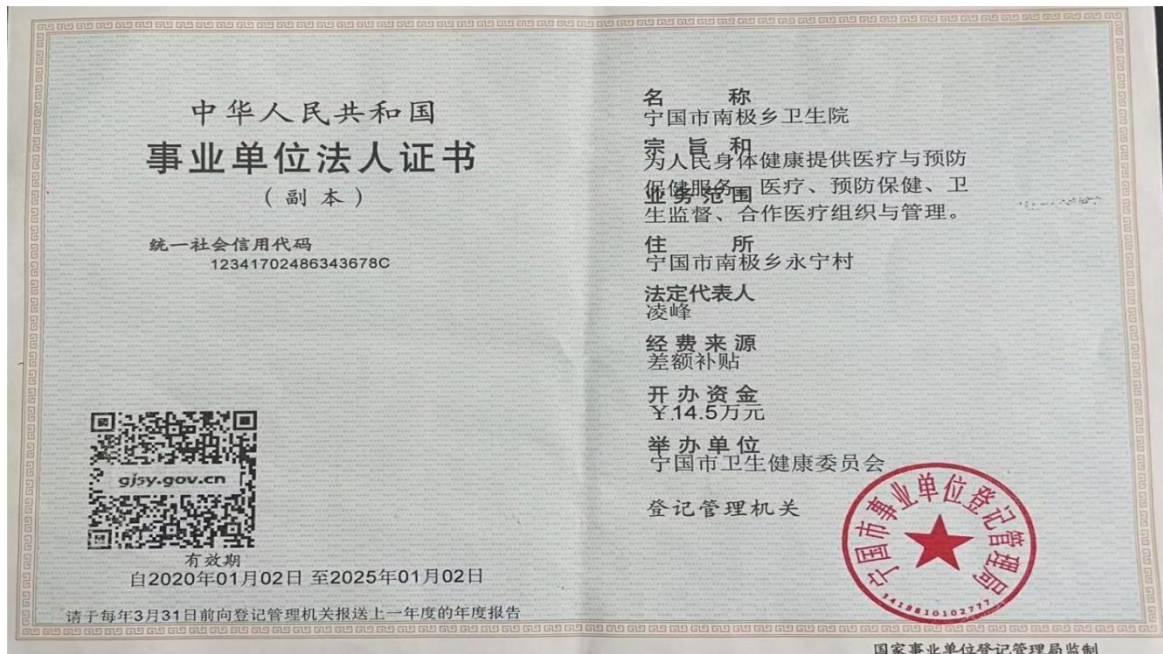 中华人民共和国
事业单位法人证书
（副本）
统一社会信用代码
12341702486343678C
gjsy.gov.cn
有效期
自2020年01月02日 至2025年01月02日
请于每年3月31日前向登记管理机关报送上一年度的年度报告
名称
宁国市南极乡卫生院
宗旨和
为人民身体健康提供医疗与预防
业务范围
保健服务。医疗、预防保健、卫
生监督、合作医疗组织与管理。
住所
宁国市南极乡永宁村
法定代表人
凌峰
经费来源
差额补贴
开办资金
￥14.5万元
举办单位
宁国市卫生健康委员会
登记管理机关
宁国市事业单位登记管理局
3418810102777
国家事业单位登记管理局监制